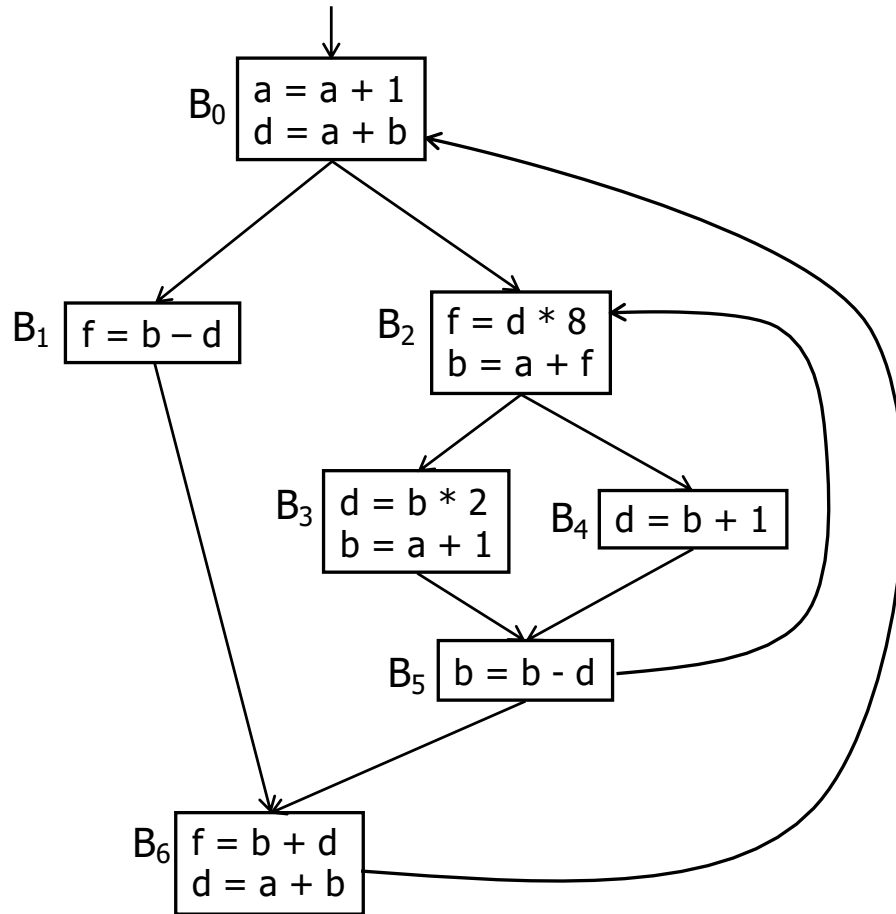 B₀
a = a + 1
d = a + b
B₁
f = b – d
B₂
f = d * 8
b = a + f
B₃
d = b * 2
b = a + 1
B₄
d = b + 1
B₅
b = b - d
B₆
f = b + d
d = a + b